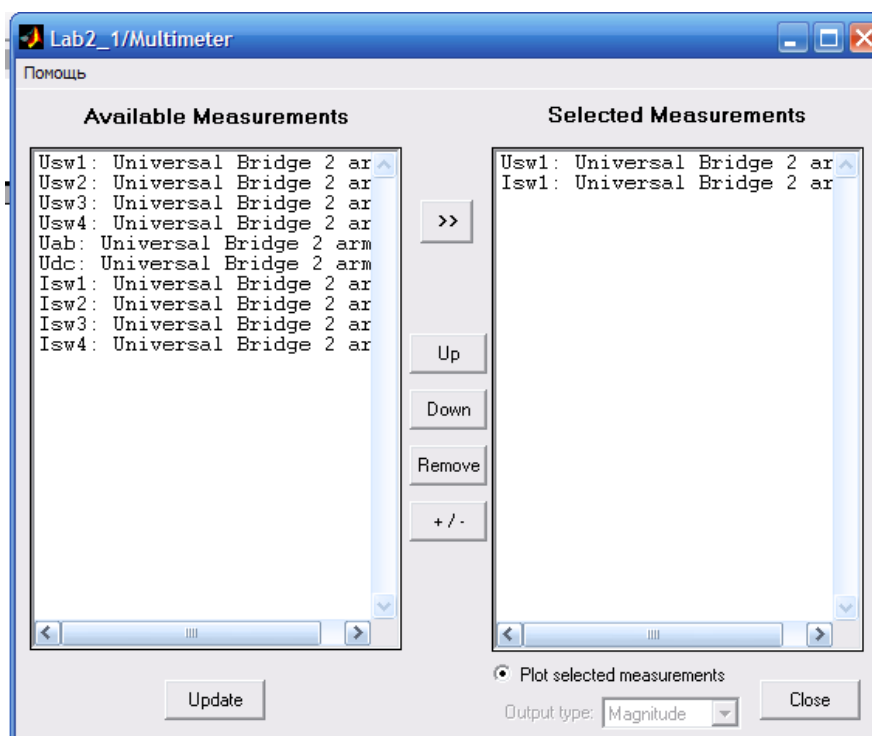 Lab2_1/Multimeter
Помощь
Available Measurements
Usw1: Universal Bridge 2 ar
Usw2: Universal Bridge 2 ar
Usw3: Universal Bridge 2 ar
Usw4: Universal Bridge 2 ar
Uab: Universal Bridge 2 arm
Udc: Universal Bridge 2 arm
Isw1: Universal Bridge 2 ar
Isw2: Universal Bridge 2 ar
Isw3: Universal Bridge 2 ar
Isw4: Universal Bridge 2 ar
Update
>>
Up
Down
Remove
+ / -
Selected Measurements
Usw1: Universal Bridge 2 ar
Isw1: Universal Bridge 2 ar
Plot selected measurements
Output type: Magnitude
Close